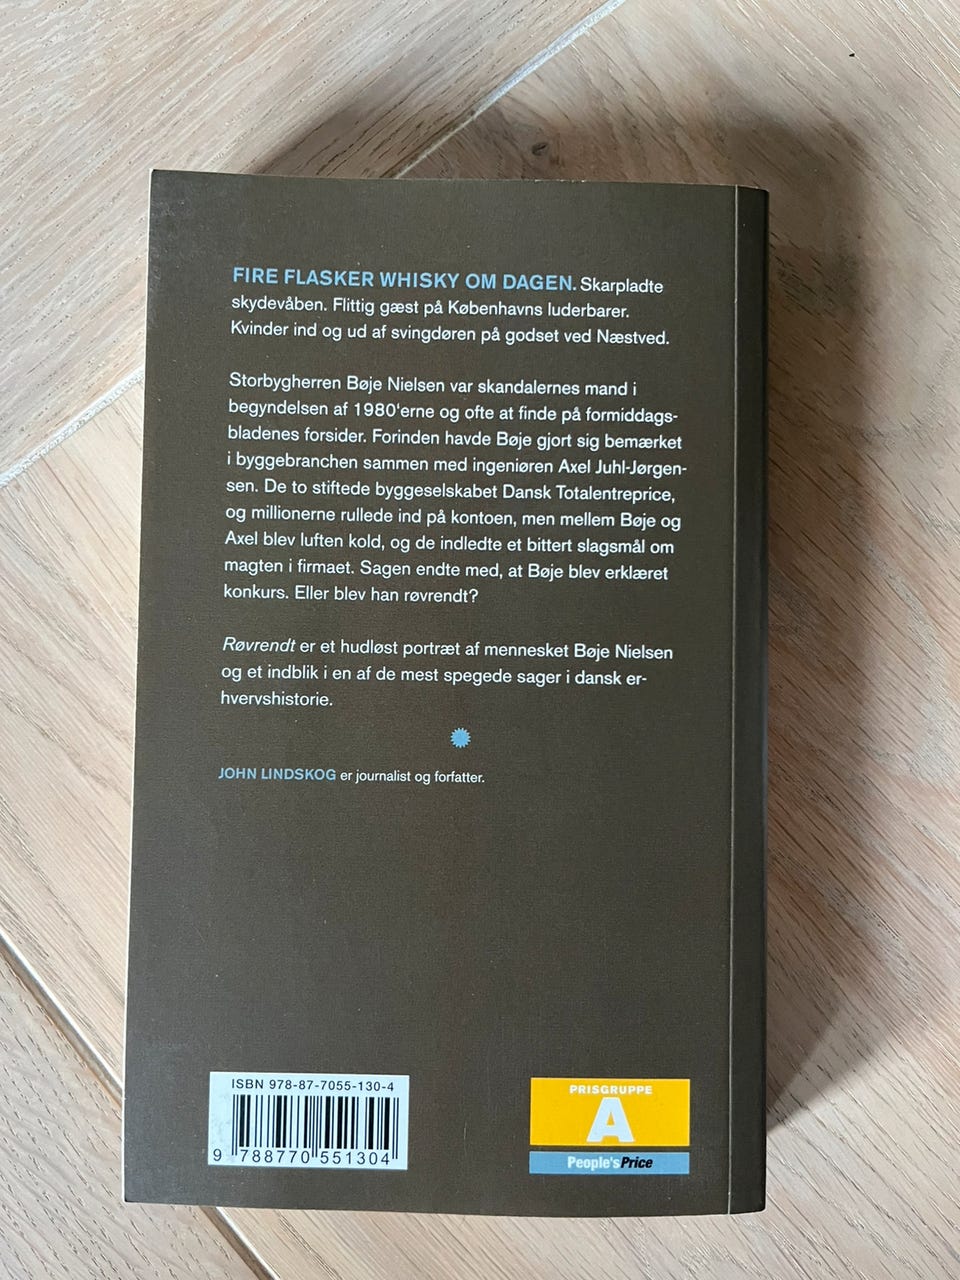 FIRE FLASKER WHISKY OM DAGEN. Skarpladte
skydevåben. Flittig gæst på Københavns luderbarer.
Kvinder ind og ud af svingdøren på godset ved Næstved.
Storbygherren Bøje Nielsen var skandalernes mand i
begyndelsen af 1980'erne og ofte at finde på formiddags-
bladenes forsider. Forinden havde Bøje gjort sig bemærket
i byggebranchen sammen med ingeniøren Axel Juhl-Jørgen-
sen. De to stiftede byggeselskabet Dansk Totalentreprice,
og millionerne rullede ind på kontoen, men mellem Bøje og
Axel blev luften kold, og de indledte et bittert slagsmål om
magten i firmaet. Sagen endte med, at Bøje blev erklæret
konkurs. Eller blev han røvrendt?
Røvrendt er et hudløst portræt af mennesket Bøje Nielsen
og et indblik i en af de mest spegede sager i dansk er-
hvervshistorie.
JOHN LINDSKOG er journalist og forfatter.
ISBN 978-87-7055-130-4
9 788770 551304
PRISGRUPPE
A
People'sPrice